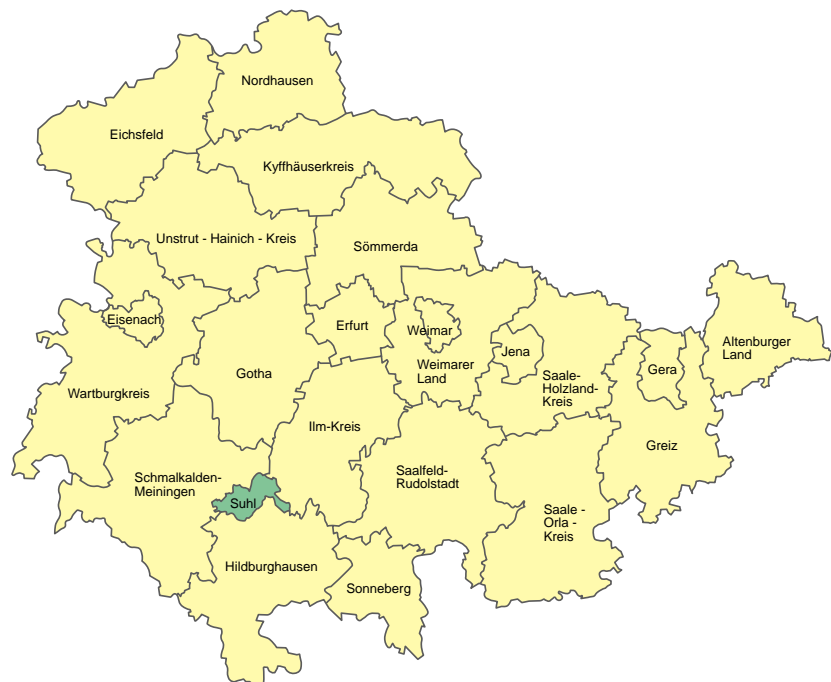 Nordhausen
Eichsfeld
Kyffhäuserkreis
Unstrut - Hainich - Kreis
Sömmerda
Eisenach
Erfurt
Weimar
Weimarer
Land
Jena
Gera
Altenburger
Land
Gotha
Wartburgkreis
Saale-
Holzland-
Kreis
Ilm-Kreis
Greiz
Schmalkalden-
Meiningen
Saalfeld-
Rudolstadt
Suhl
Saale -
Orla -
Kreis
Hildburghausen
Sonneberg